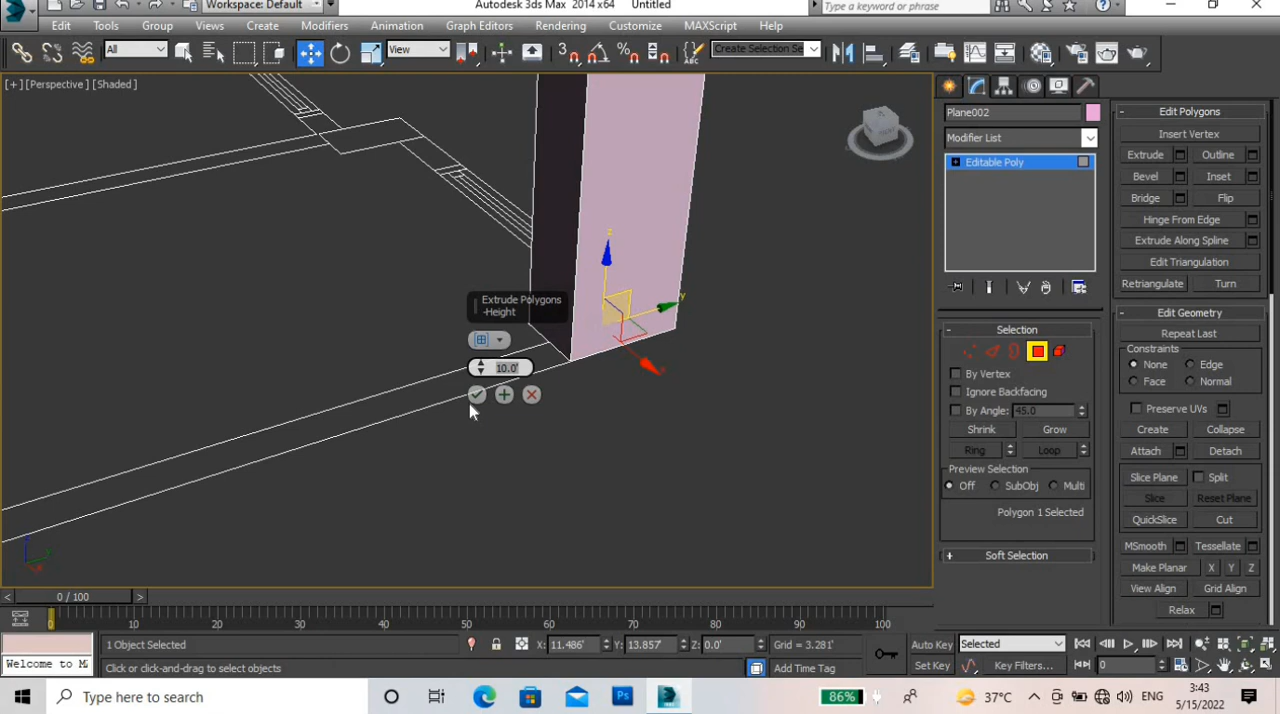 Workspace: Default
Autodesk 3ds Max 2014 x64
Untitled
Type a keyword or phrase
Edit Tools Group Views Create Modifiers Animation Graph Editors Rendering Customize MAXScript Help
All
View
Create Selection Se
[+] [Perspective] [Shaded]
z
y
x
Extrude Polygons
-Height
10.0'
Plane002
Modifier List
Editable Poly
Selection
By Vertex
Ignore Backfacing
By Angle: 45.0
Shrink Grow
Ring Loop
Preview Selection
Off SubObj Multi
Polygon 1 Selected
Soft Selection
Edit Polygons
Insert Vertex
Extrude Outline
Bevel Inset
Bridge Flip
Hinge From Edge
Extrude Along Spline
Edit Triangulation
Retriangulate Turn
Edit Geometry
Repeat Last
Constraints
None Edge
Face Normal
Preserve UVs
Create Collapse
Attach Detach
Slice Plane Split
Slice Reset Plane
QuickSlice Cut
MSmooth Tessellate
Make Planar X Y Z
View Align Grid Align
Relax
0 / 100
0 10 20 30 40 50 60 70 80 90 100
1 Object Selected
X: 11.486' Y: 13.857' Z: 0.0' Grid = 3.281'
Auto Key Selected
Welcome to M
Click or click-and-drag to select objects
Add Time Tag
Set Key Key Filters... 0
Type here to search
86%
37°C
ENG
3:43
5/15/2022